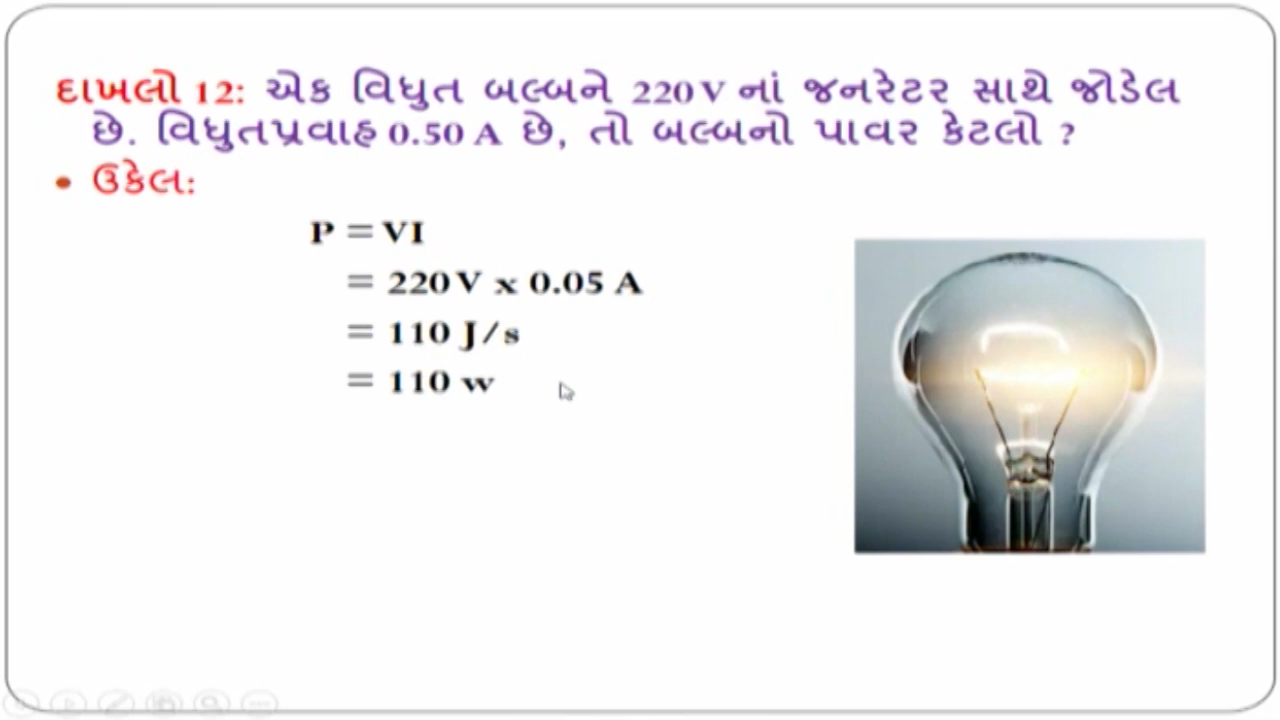 દાખલો 12: એક વિધુત બલ્બને 220 V નાં જનરેટર સાથે જોડેલ
છે. વિધુતપ્રવાહ 0.50 A છે, તો બલ્બનો પાવર કેટલો ?
• ઉકેલ:
P = VI
= 220 V x 0.05 A
= 110 J/s
= 110 w